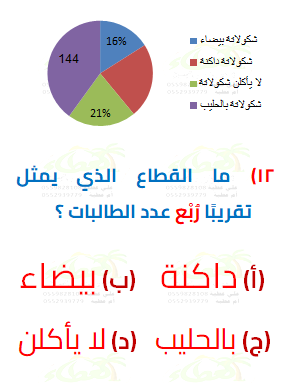 شكولاتة بيضاء
شكولاتة داكنة
لا يأكلن شكولاتة
شكولاتة بالحليب
16%
144
21%
١٢) ما القطاع الذي يمثل
تقريبًا رُبْع عدد الطالبات ؟
(أ) داكنة (ب) بيضاء
(ج) بالحليب (د) لا يأكلن